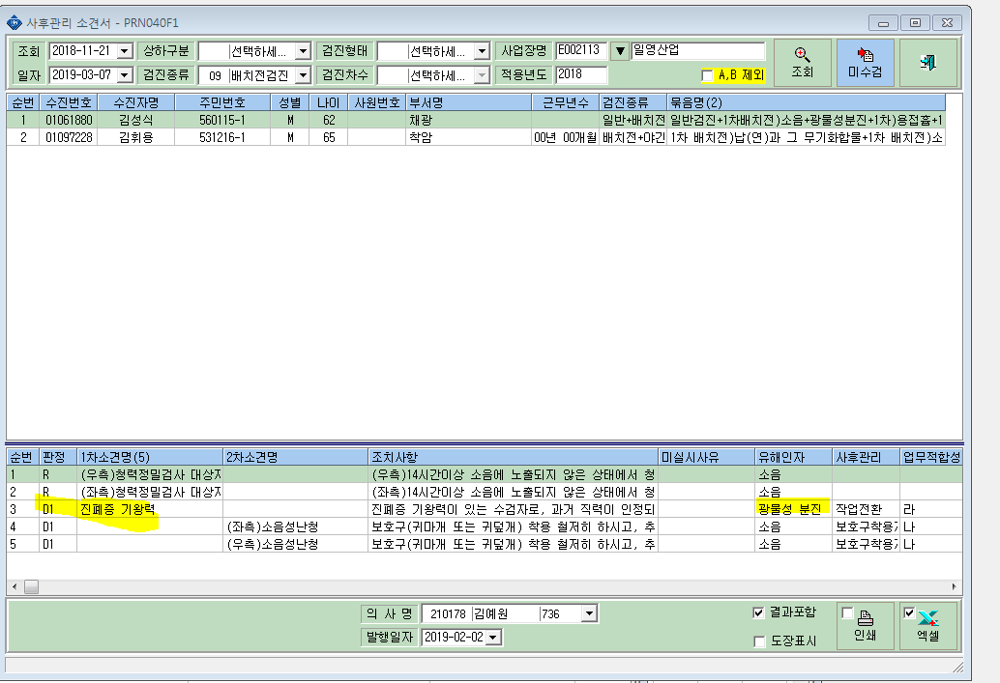 사후관리 소견서 - PRN040F1
조회 2018-11-21 상하구분 선택하세... 검진형태 선택하세... 사업장명 E002113 ▼ 일영산업
일자 2019-03-07 검진종류 09 배치전검진 검진차수 선택하세... 적용년도 2018 A,B 제외
조회 미수검
순번 수진번호 수진자명 주민번호 성별 나이 사원번호 부서명 근무년수 검진종류 묶음명(2)
1 01061880 김성식 560115-1 M 62 채광 일반+배치전 일반검진+1차배치전)소음+광물성분진+1차)용접흄+1
2 01097228 김휘용 531216-1 M 65 착암 00년 00개월 배치전+야간 1차 배치전)납(연)과 그 무기화합물+1차 배치전)소
순번 판정 1차소견명(5) 2차소견명 조치사항 미실시사유 유해인자 사후관리 업무적합성
1 R (우측)청력정밀검사 대상자 (우측)14시간이상 소음에 노출되지 않은 상태에서 청 소음
2 R (좌측)청력정밀검사 대상자 (좌측)14시간이상 소음에 노출되지 않은 상태에서 청 소음
3 D1 진폐증 기왕력 진폐증 기왕력이 있는 수검자로, 과거 직력이 인정되 광물성 분진 작업전환 라
4 D1 (좌측)소음성난청 보호구(귀마개 또는 귀덮개) 착용 철저히 하시고, 추 소음 보호구착용 나
5 D1 (우측)소음성난청 보호구(귀마개 또는 귀덮개) 착용 철저히 하시고, 추 소음 보호구착용 나
의 사 명 210178 김예원 736 결과포함
발행일자 2019-02-02 도장표시
인쇄 엑셀